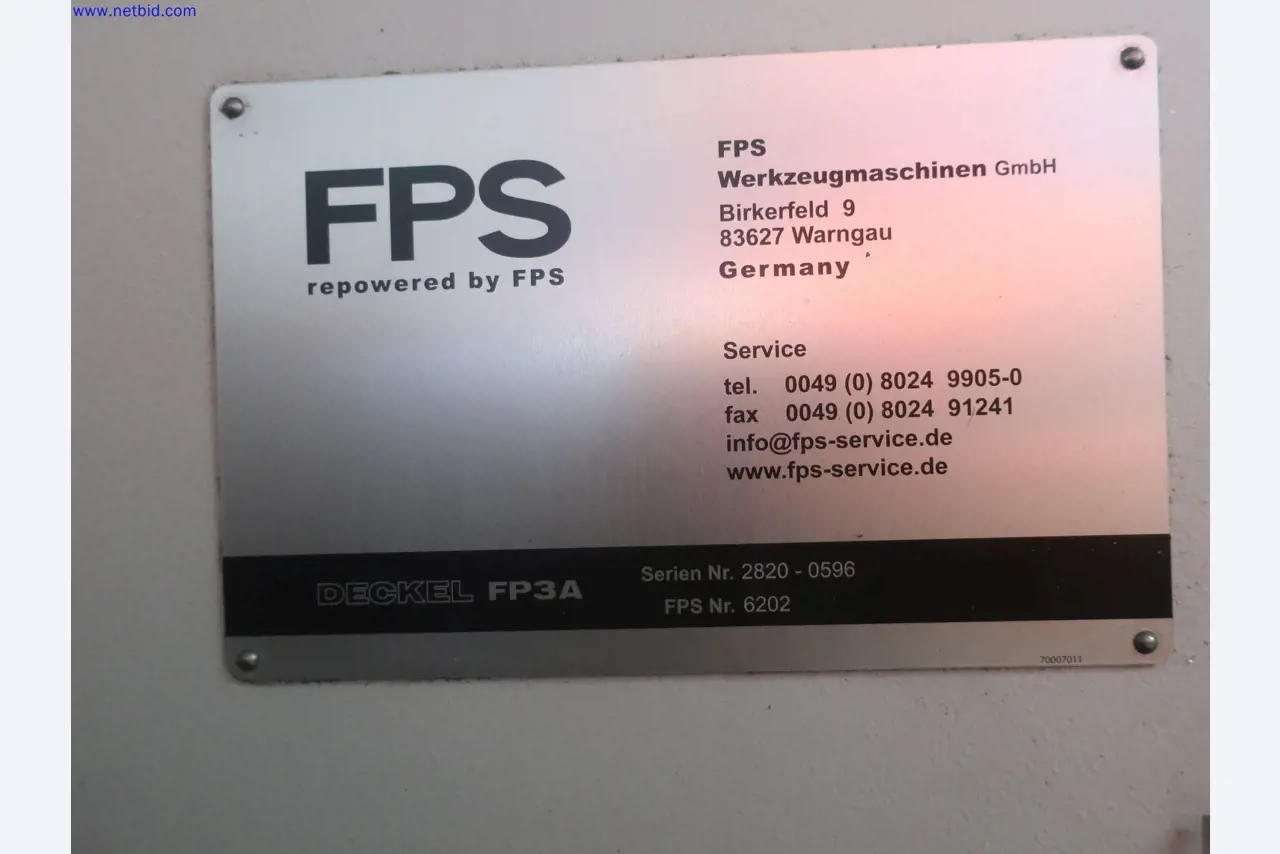 www.netbid.com
FPS
repowered by FPS
FPS
Werkzeugmaschinen GmbH
Birkerfeld 9
83627 Warngau
Germany
Service
tel. 0049 (0) 8024 9905-0
fax 0049 (0) 8024 91241
info@fps-service.de
www.fps-service.de
DECKEL FP3A
Serien Nr. 2820 - 0596
FPS Nr. 6202
70007011